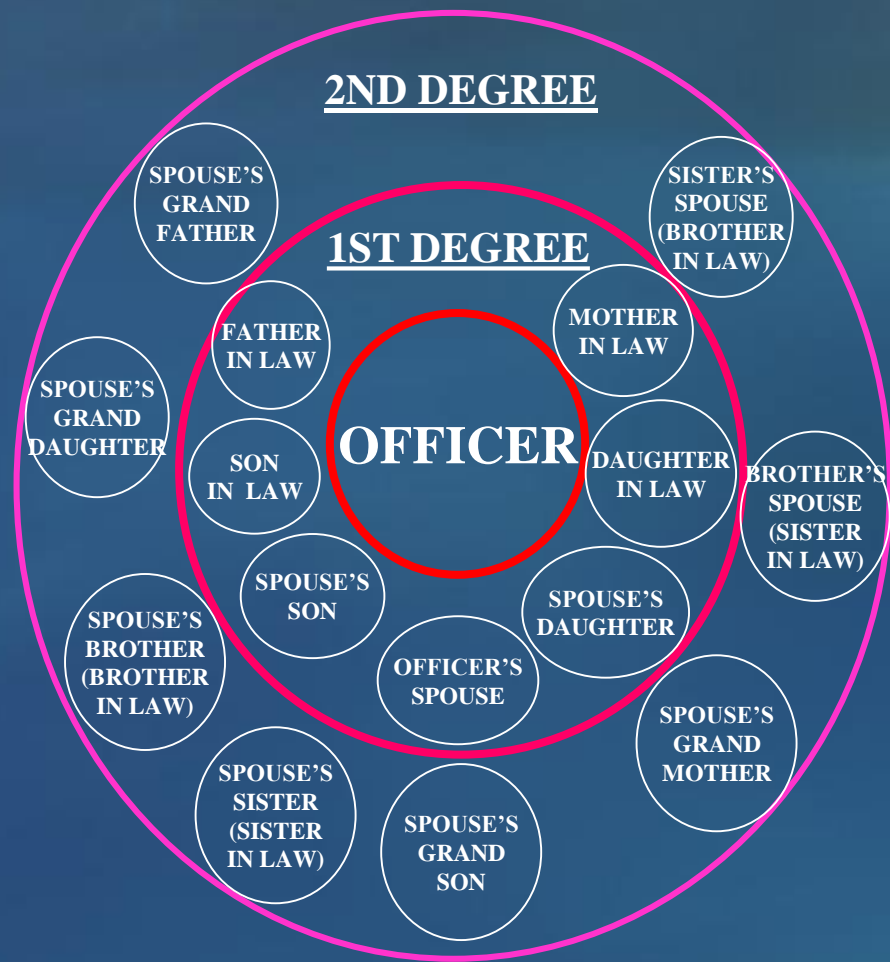 2ND DEGREE
SPOUSE'S
GRAND
FATHER
SISTER'S
SPOUSE
(BROTHER
IN LAW)
1ST DEGREE
FATHER
IN LAW
MOTHER
IN LAW
SPOUSE'S
GRAND
DAUGHTER
SON
IN LAW
OFFICER
DAUGHTER
IN LAW
BROTHER'S
SPOUSE
(SISTER
IN LAW)
SPOUSE'S
SON
SPOUSE'S
DAUGHTER
SPOUSE'S
BROTHER
(BROTHER
IN LAW)
OFFICER'S
SPOUSE
SPOUSE'S
GRAND
MOTHER
SPOUSE'S
SISTER
(SISTER
IN LAW)
SPOUSE'S
GRAND
SON